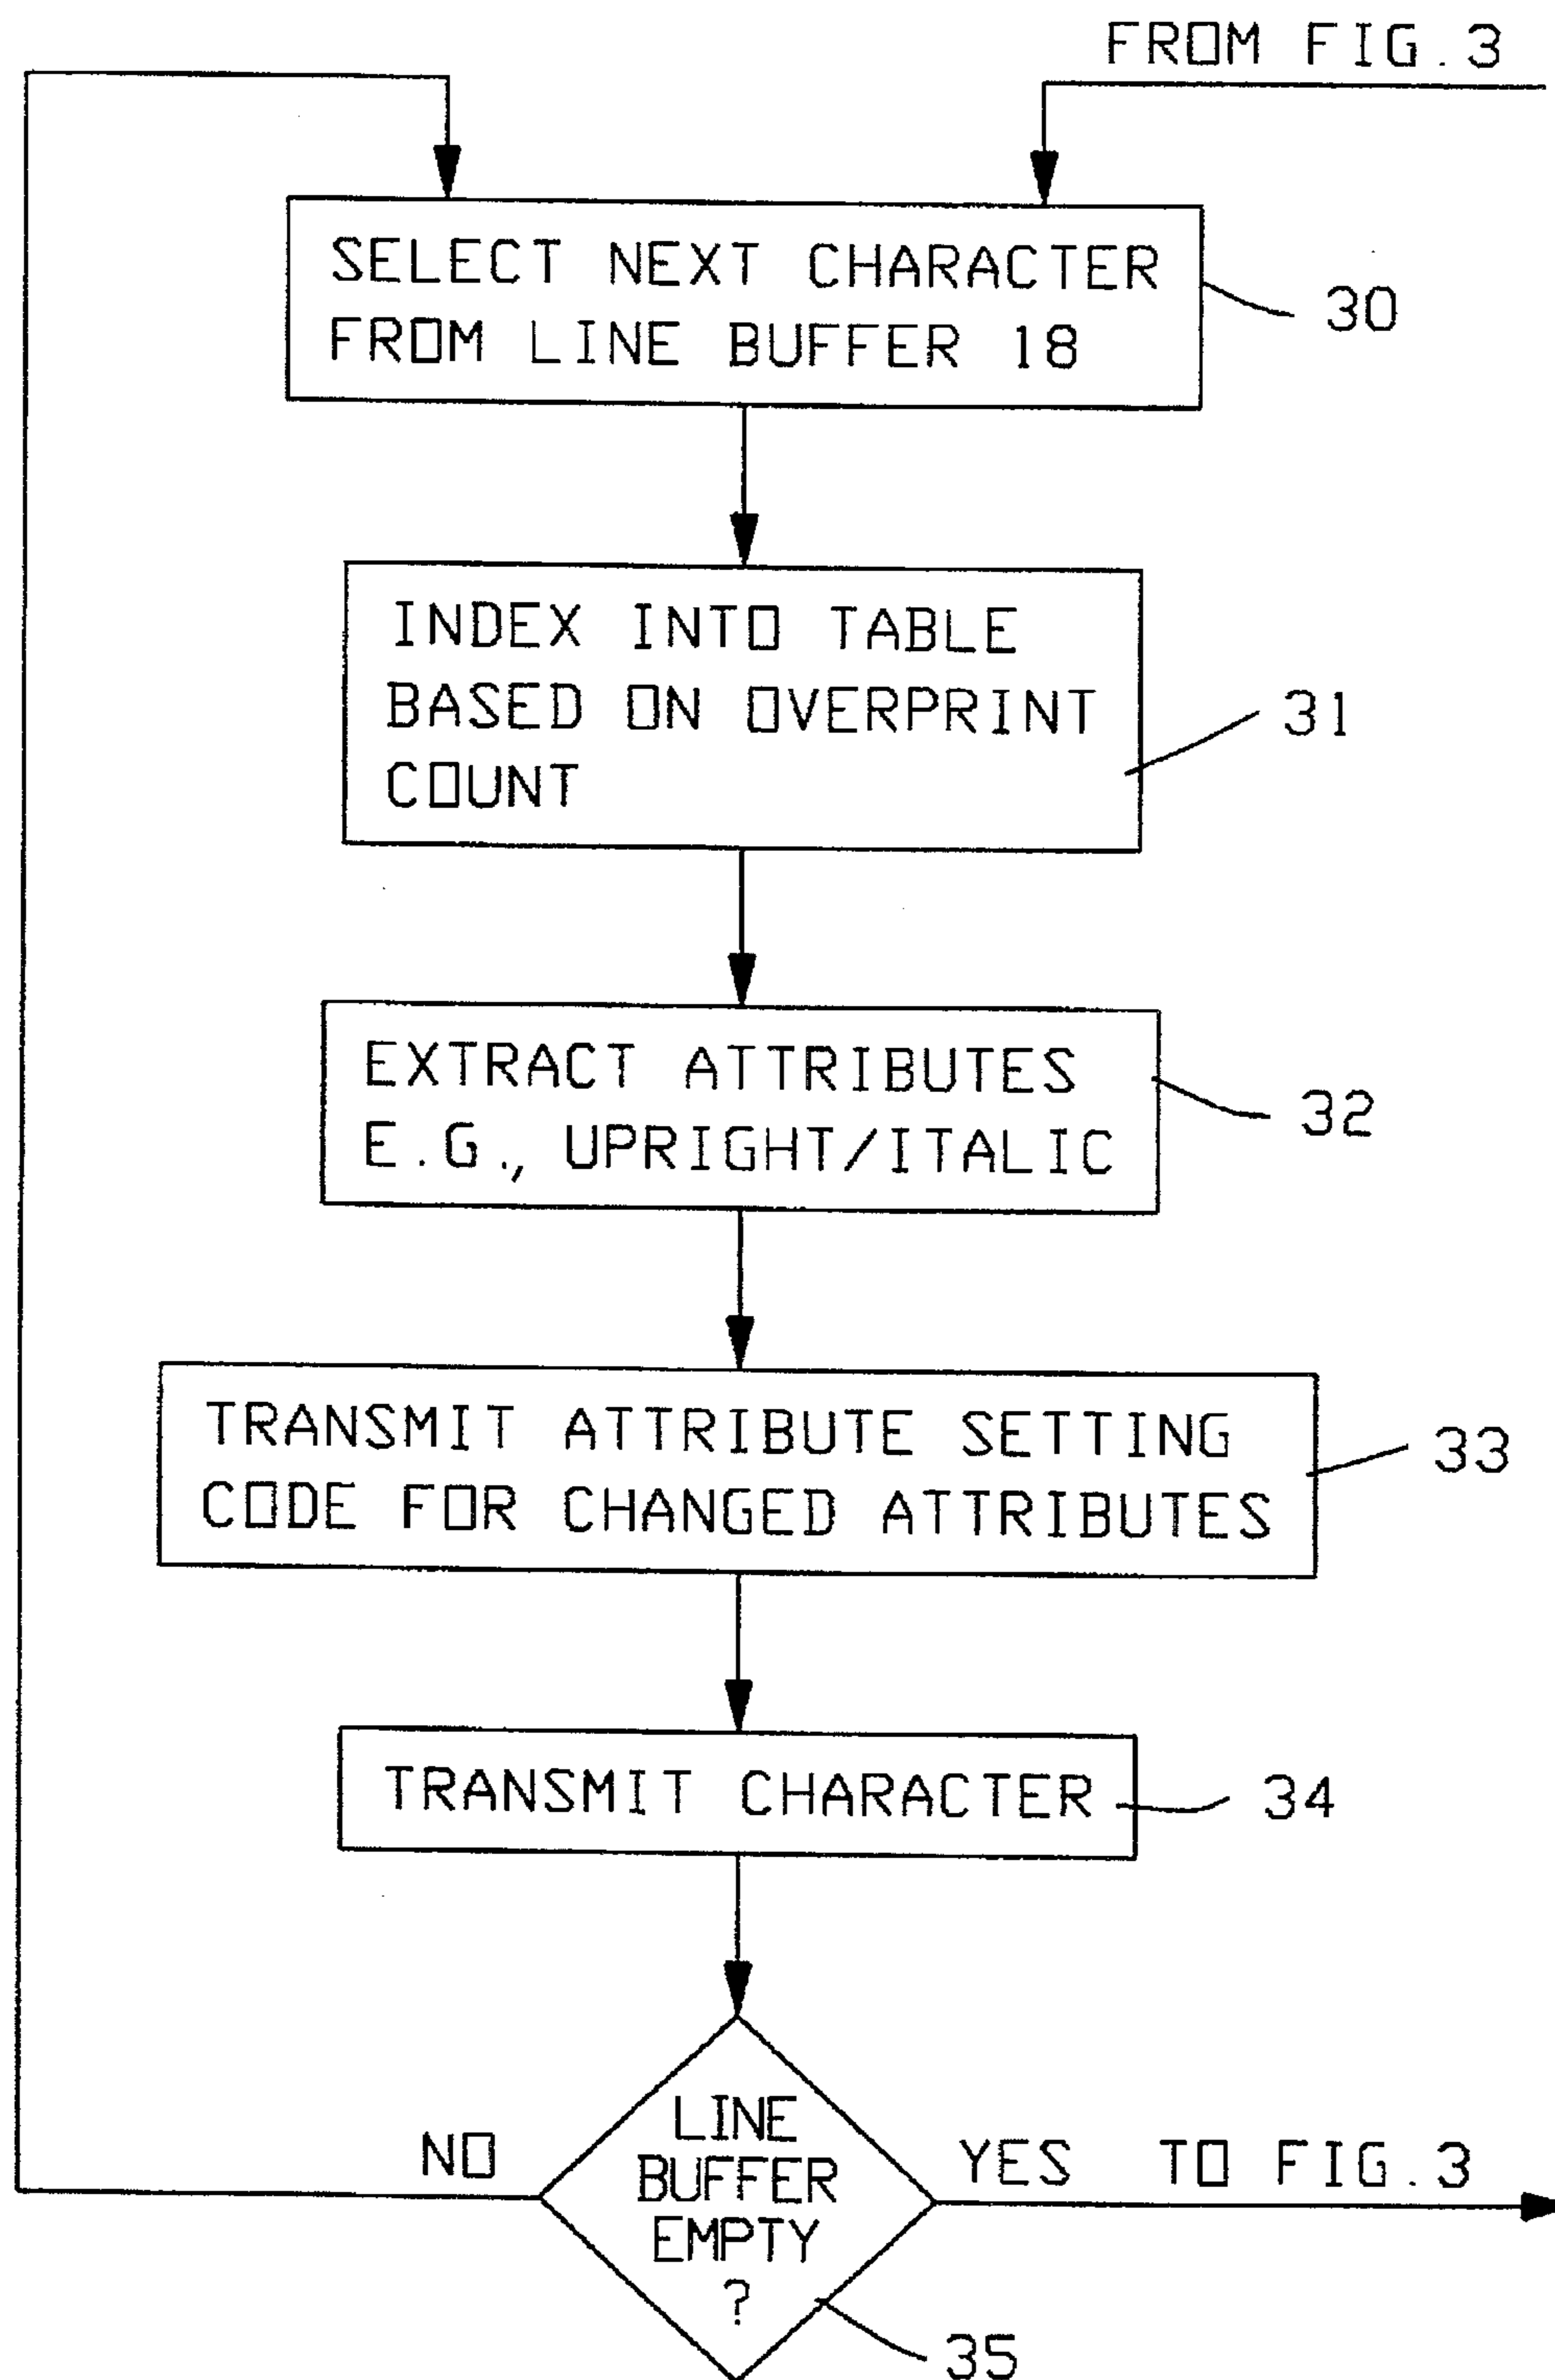 FROM FIG.3
SELECT NEXT CHARACTER
FROM LINE BUFFER 18
30
INDEX INTO TABLE
BASED ON OVERPRINT
COUNT
31
EXTRACT ATTRIBUTES
E.G., UPRIGHT/ITALIC
32
TRANSMIT ATTRIBUTE SETTING
CODE FOR CHANGED ATTRIBUTES
33
TRANSMIT CHARACTER
34
LINE
BUFFER
EMPTY
?
NO
YES TO FIG.3
35